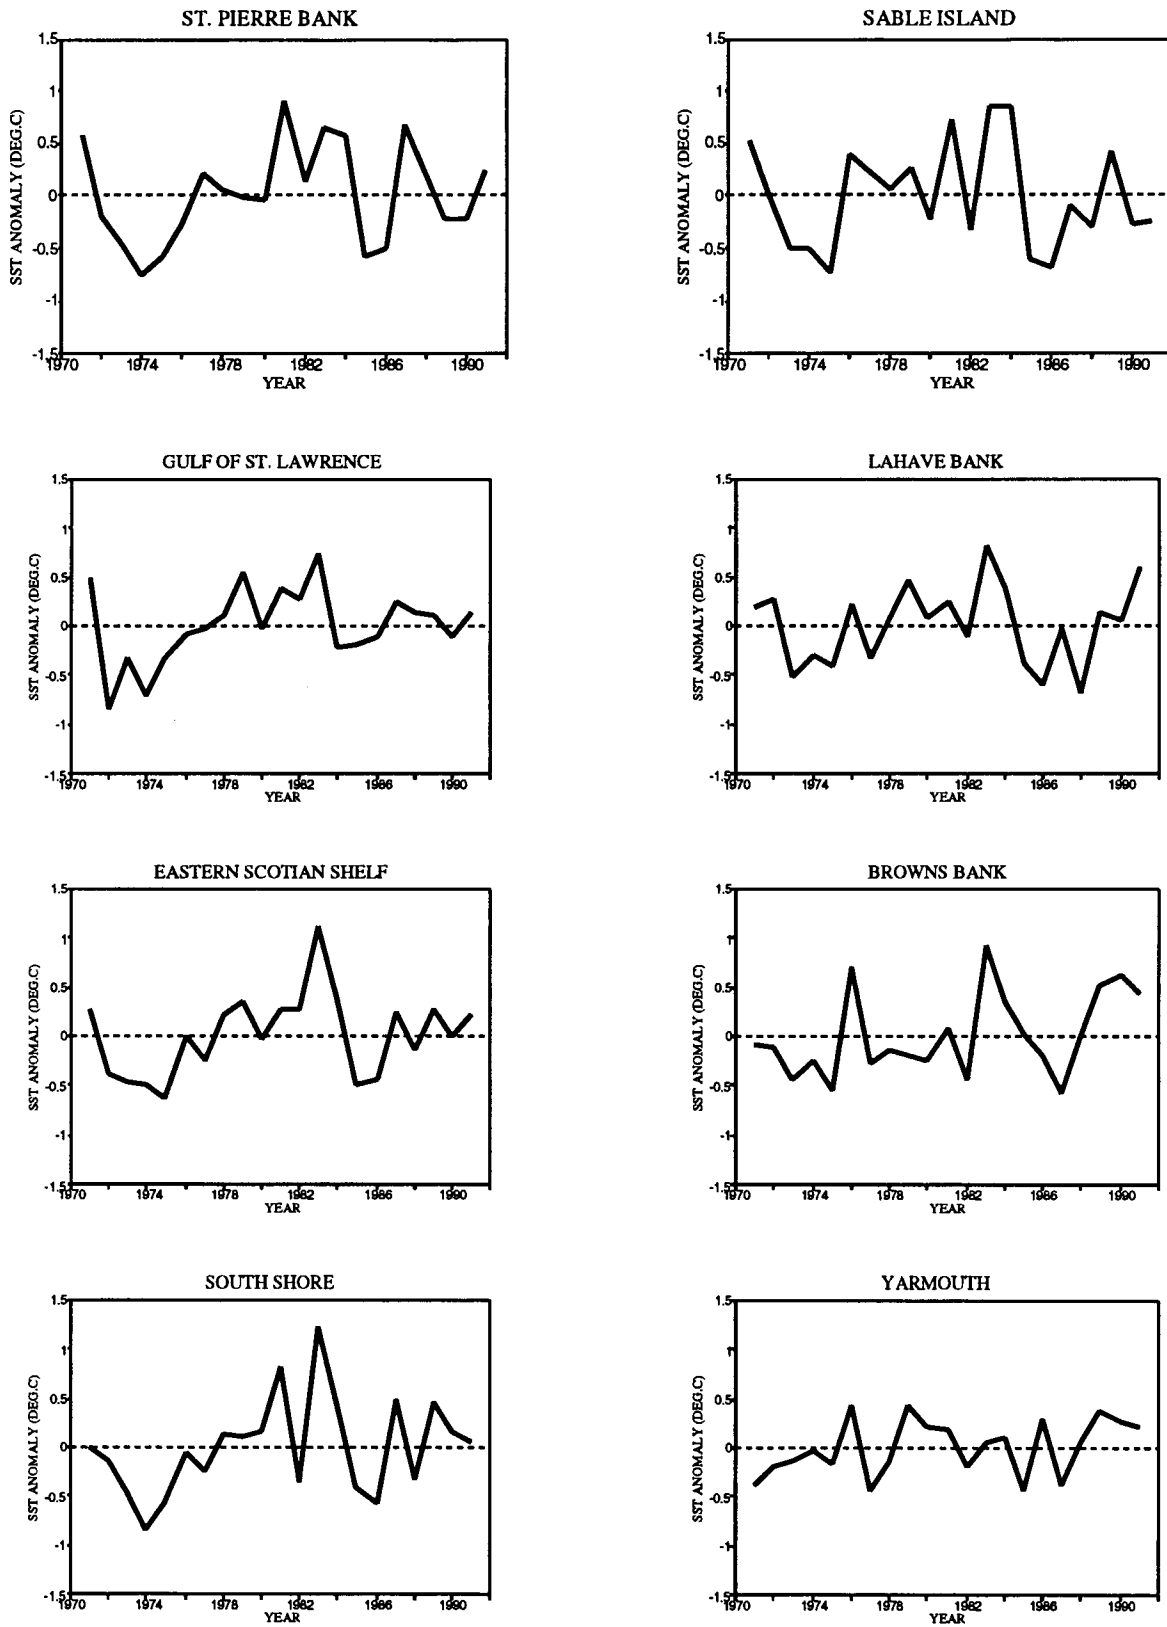 ST. PIERRE BANK
1.5
1
0.5
0
-0.5
-1
-1.5
SST ANOMALY (DEG.C)
1970 1974 1978 1982 1986 1990
YEAR
SABLE ISLAND
1.5
1
0.5
0
-0.5
-1
-1.5
SST ANOMALY (DEG.C)
1970 1974 1978 1982 1986 1990
YEAR
GULF OF ST. LAWRENCE
1.5
1
0.5
0
-0.5
-1
-1.5
SST ANOMALY (DEG.C)
1970 1974 1978 1982 1986 1990
YEAR
LAHAVE BANK
1.5
1
0.5
0
-0.5
-1
-1.5
SST ANOMALY (DEG.C)
1970 1974 1978 1982 1986 1990
YEAR
EASTERN SCOTIAN SHELF
1.5
1
0.5
0
-0.5
-1
-1.5
SST ANOMALY (DEG.C)
1970 1974 1978 1982 1986 1990
YEAR
BROWNS BANK
1.5
1
0.5
0
-0.5
-1
-1.5
SST ANOMALY (DEG.C)
1970 1974 1978 1982 1986 1990
YEAR
SOUTH SHORE
1.5
1
0.5
0
-0.5
-1
-1.5
SST ANOMALY (DEG.C)
1970 1974 1978 1982 1986 1990
YEAR
YARMOUTH
1.5
1
0.5
0
-0.5
-1
-1.5
SST ANOMALY (DEG.C)
1970 1974 1978 1982 1986 1990
YEAR